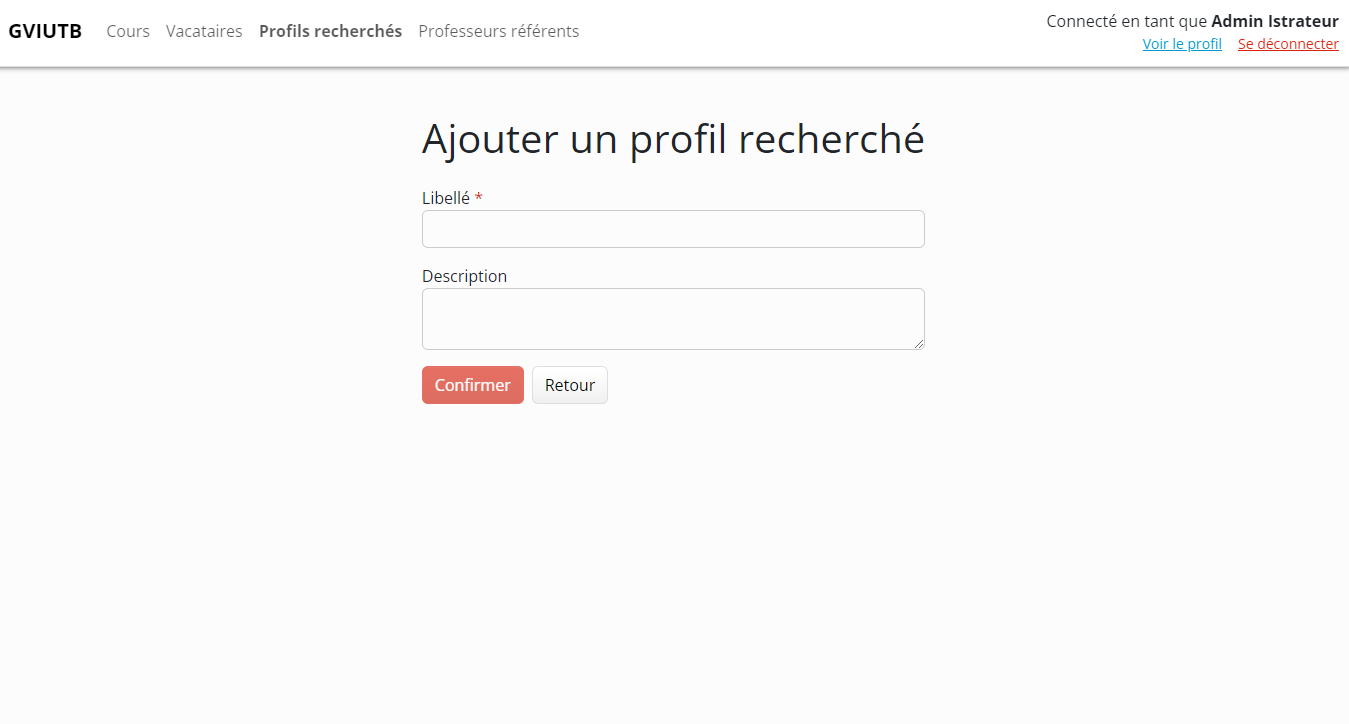 GVIUTB Cours Vacataires Profils recherchés Professeurs référents
Connecté en tant que Admin Istrateur
Voir le profil Se déconnecter
Ajouter un profil recherché
Libellé *
Description
Confirmer Retour